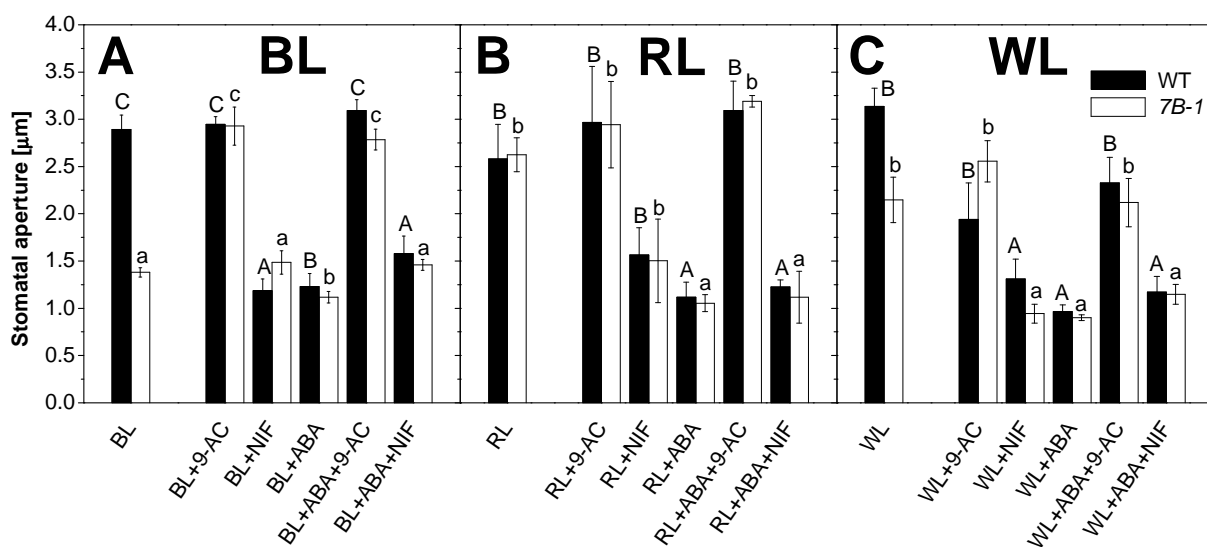 A BL
B RL
C WL
WT
7B-1
Stomatal aperture [µm]
4.0
3.5
3.0
2.5
2.0
1.5
1.0
0.5
0.0
C a C c A a B b C c A a
B b B b B b A a B b A a
B b B b A a A a B b A a
BL
BL+9-AC
BL+NIF
BL+ABA
BL+ABA+9-AC
BL+ABA+NIF
RL
RL+9-AC
RL+NIF
RL+ABA
RL+ABA+9-AC
RL+ABA+NIF
WL
WL+9-AC
WL+NIF
WL+ABA
WL+ABA+9-AC
WL+ABA+NIF